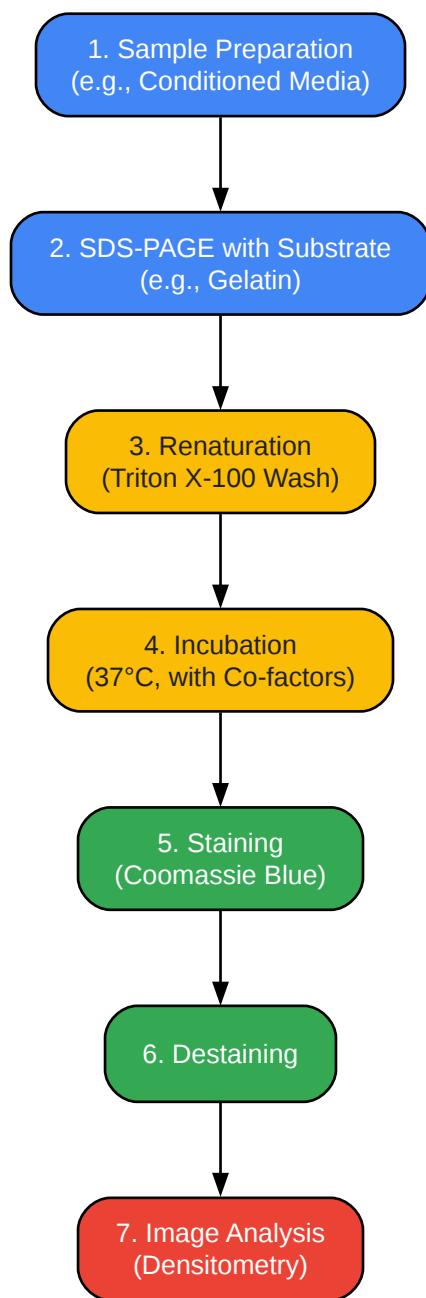 1. Sample Preparation
(e.g., Conditioned Media)
2. SDS-PAGE with Substrate
(e.g., Gelatin)
3. Renaturation
(Triton X-100 Wash)
4. Incubation
(37°C, with Co-factors)
5. Staining
(Coomassie Blue)
6. Destaining
7. Image Analysis
(Densitometry)